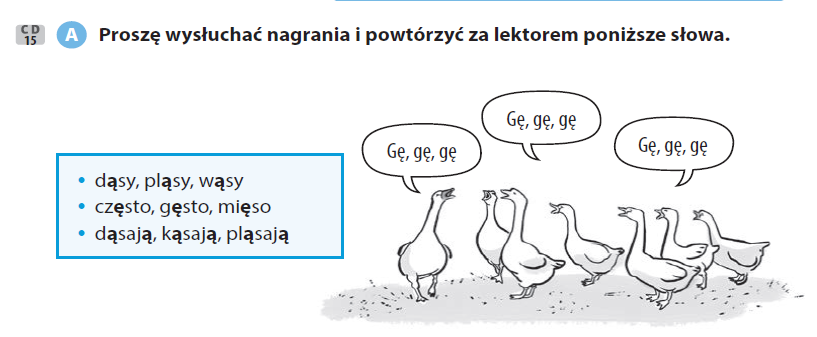 CD
15
A Proszę wysłuchać nagrania i powtórzyć za lektorem poniższe słowa.
Gę, gę, gę
Gę, gę, gę
Gę, gę, gę
• dąsy, pląsy, wąsy
• często, gęsto, mięso
• dąsają, kąsają, pląsają